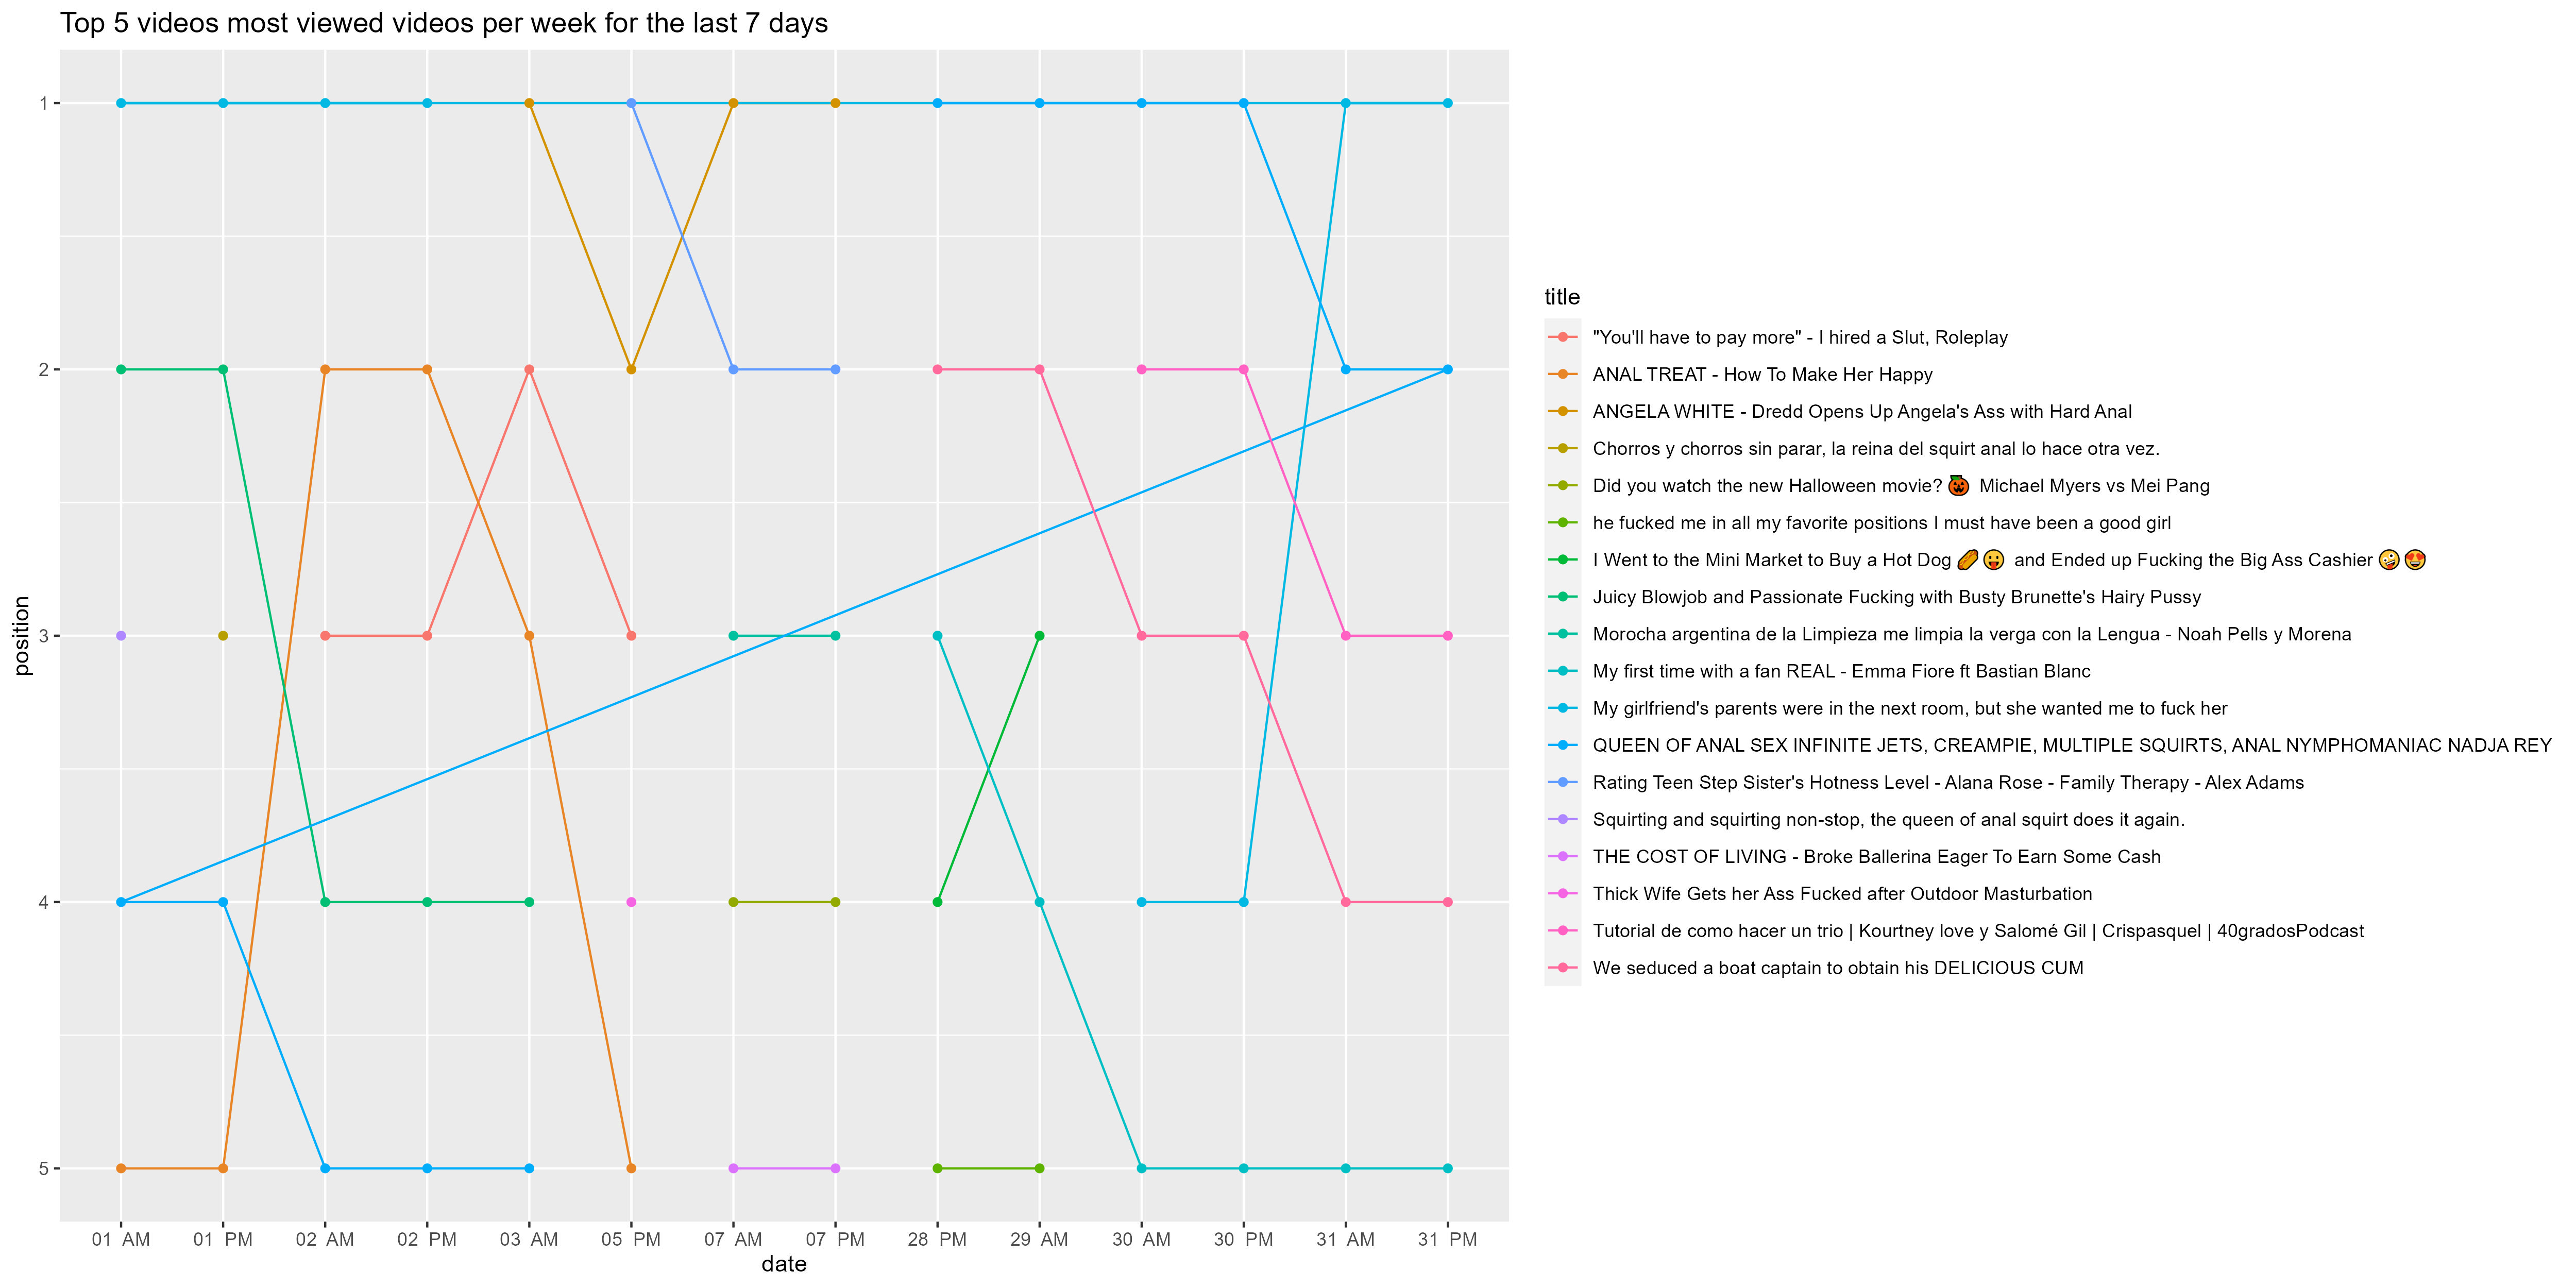 Top 5 videos most viewed videos per week for the last 7 days
position
1
2
3
4
5
01 AM 01 PM 02 AM 02 PM 03 AM 05 PM 07 AM 07 PM 28 PM 29 AM 30 AM 30 PM 31 AM 31 PM
date
title
"You'll have to pay more" - I hired a Slut, Roleplay
ANAL TREAT - How To Make Her Happy
ANGELA WHITE - Dredd Opens Up Angela's Ass with Hard Anal
Chorros y chorros sin parar, la reina del squirt anal lo hace otra vez.
Did you watch the new Halloween movie? 🎃 Michael Myers vs Mei Pang
he fucked me in all my favorite positions I must have been a good girl
I Went to the Mini Market to Buy a Hot Dog 🌭😛 and Ended up Fucking the Big Ass Cashier 🤪😍
Juicy Blowjob and Passionate Fucking with Busty Brunette's Hairy Pussy
Morocha argentina de la Limpieza me limpia la verga con la Lengua - Noah Pells y Morena
My first time with a fan REAL - Emma Fiore ft Bastian Blanc
My girlfriend's parents were in the next room, but she wanted me to fuck her
QUEEN OF ANAL SEX INFINITE JETS, CREAMPIE, MULTIPLE SQUIRTS, ANAL NYMPHOMANIAC NADJA REY
Rating Teen Step Sister's Hotness Level - Alana Rose - Family Therapy - Alex Adams
Squirting and squirting non-stop, the queen of anal squirt does it again.
THE COST OF LIVING - Broke Ballerina Eager To Earn Some Cash
Thick Wife Gets her Ass Fucked after Outdoor Masturbation
Tutorial de como hacer un trio | Kourtney love y Salomé Gil | Crispasquel | 40gradosPodcast
We seduced a boat captain to obtain his DELICIOUS CUM